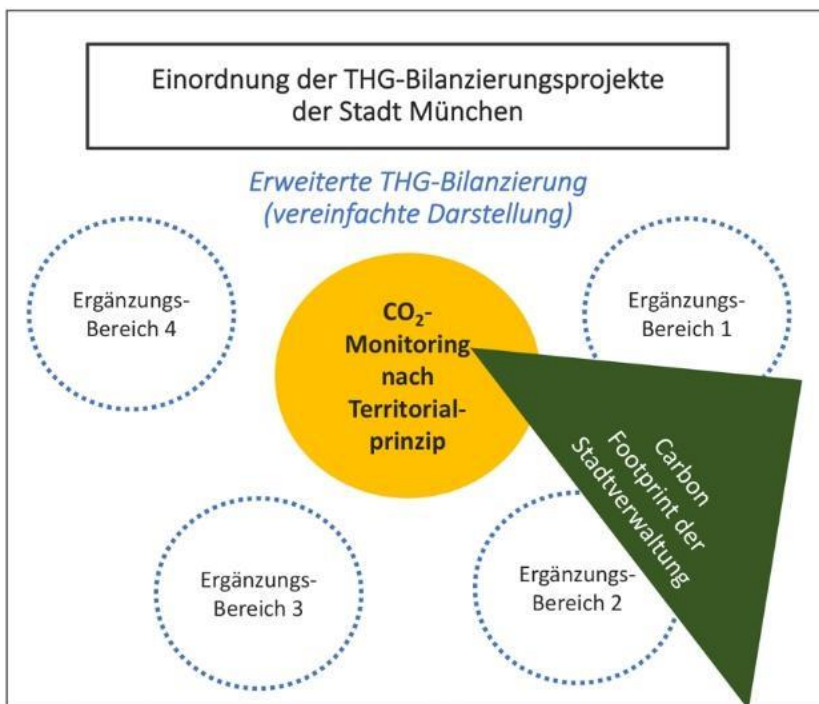 Einordnung der THG-Bilanzierungsprojekte
der Stadt München
Erweiterte THG-Bilanzierung
(vereinfachte Darstellung)
Ergänzungs-
Bereich 4
CO₂-
Monitoring
nach
Territorial-
prinzip
Ergänzungs-
Bereich 1
Carbon
Footprint der
Stadtverwaltung
Ergänzungs-
Bereich 3
Ergänzungs-
Bereich 2